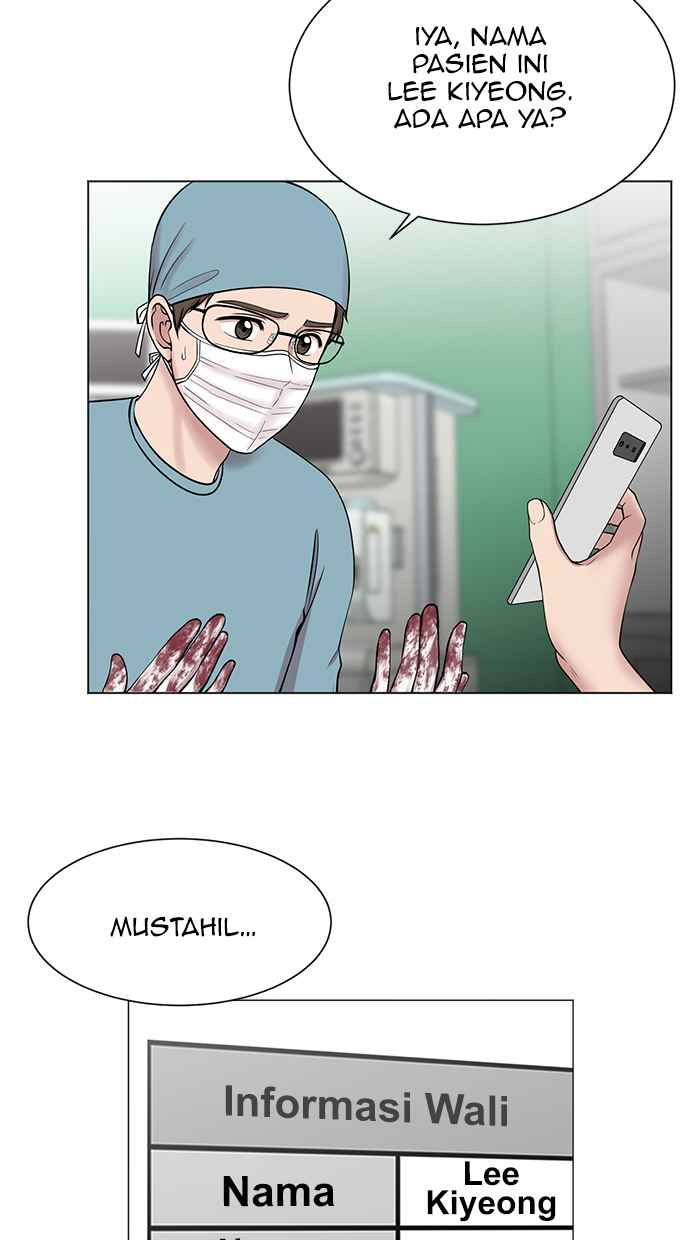 IYA, NAMA
PASIEN INI
LEE KIYEONG.
ADA APA YA?
MUSTAHIL...
Informasi Wali
Nama
Lee
Kiyeong